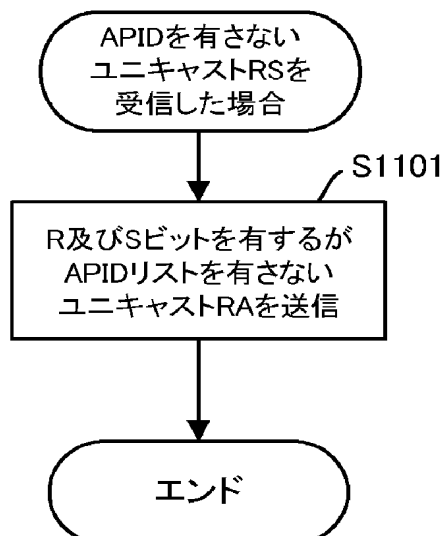 APIDを有さない
ユニキャストRSを
受信した場合
S1101
R及びSビットを有するが
APIDリストを有さない
ユニキャストRAを送信
エンド